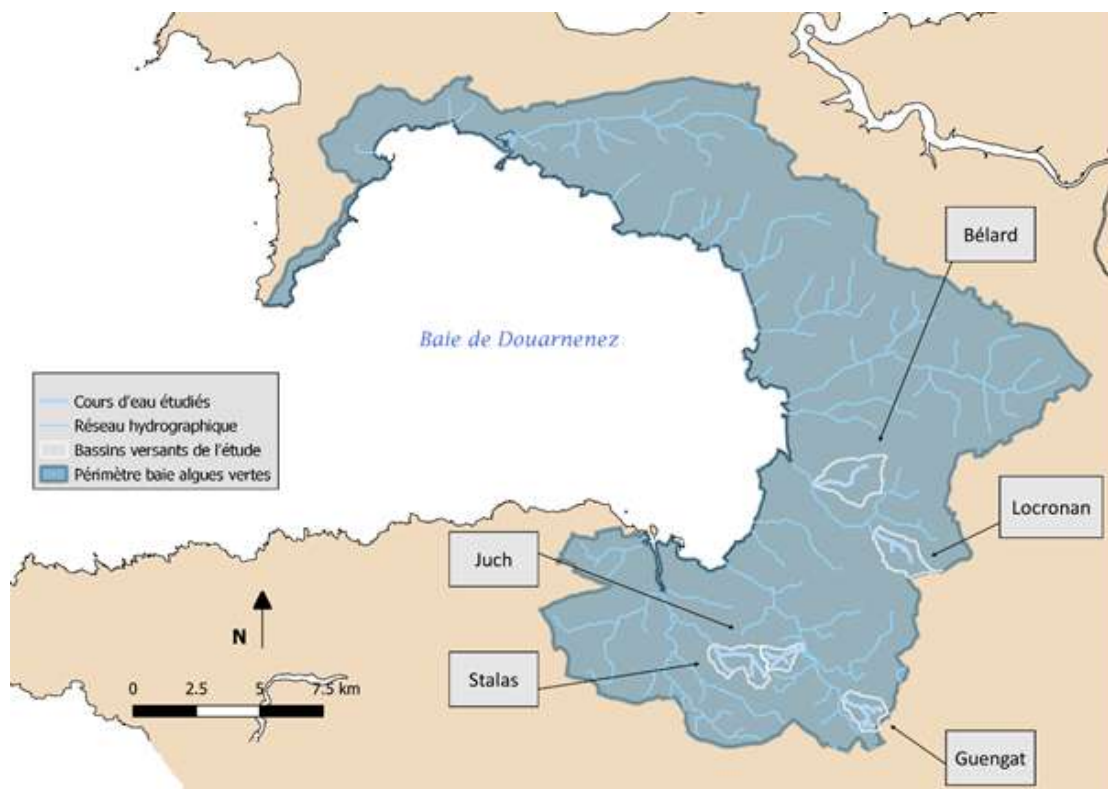 Bélard
Baie de Douarnenez
Cours d'eau étudiés
Réseau hydrographique
Bassins versants de l'étude
Périmètre baie algues vertes
Locronan
Juch
N
Stalas
0 2.5 5 7.5 km
Guengat